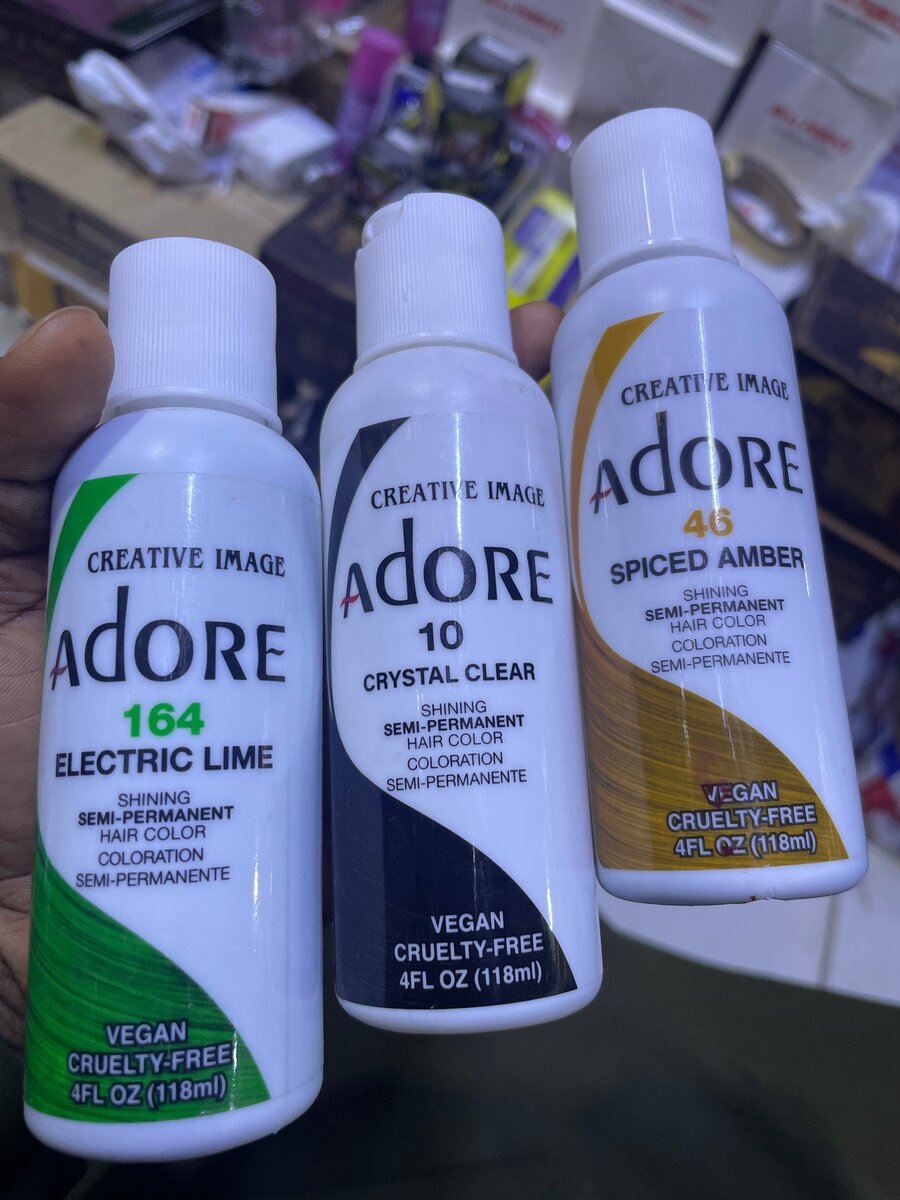 CREATIVE IMAGE
ADORE
164
ELECTRIC LIME
SHINING
SEMI-PERMANENT
HAIR COLOR
COLORATION
SEMI-PERMANENTE
VEGAN
CRUELTY-FREE
4FL OZ (118ml)
CREATIVE IMAGE
ADORE
10
CRYSTAL CLEAR
SHINING
SEMI-PERMANENT
HAIR COLOR
COLORATION
SEMI-PERMANENTE
VEGAN
CRUELTY-FREE
4FL OZ (118ml)
CREATIVE IMAGE
ADORE
46
SPICED AMBER
SHINING
SEMI-PERMANENT
HAIR COLOR
COLORATION
SEMI-PERMANENTE
VEGAN
CRUELTY-FREE
4FL OZ (118ml)